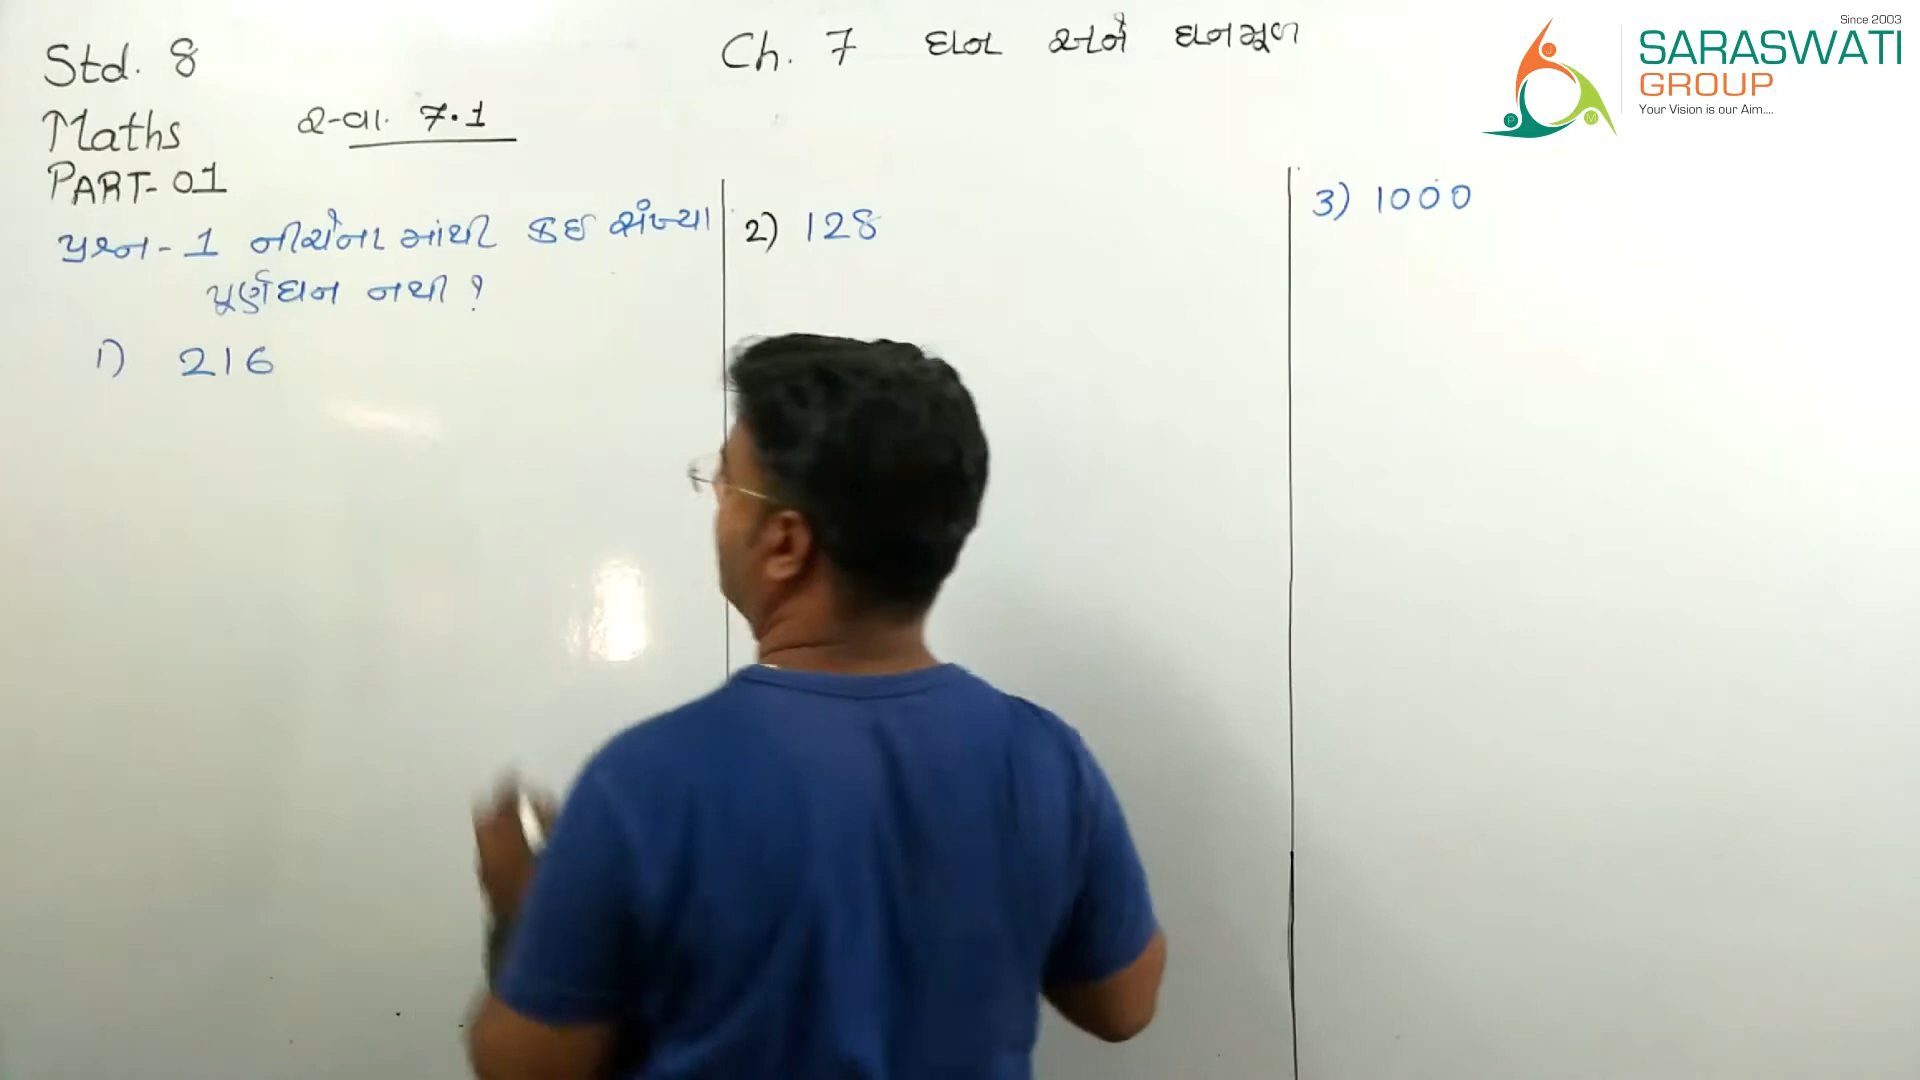 Std. 8
Maths
PART-01
Ch. 7 ઘન અને ઘનમૂળ
સ્વા. 7.1
પ્રશ્ન-1 નીચેના માંથી કઇ સંખ્યા
પૂર્ણઘન નથી ?
1) 216
2) 128
3) 1000
Since 2003
SARASWATI
GROUP
Your Vision is our Aim....
J
P
M